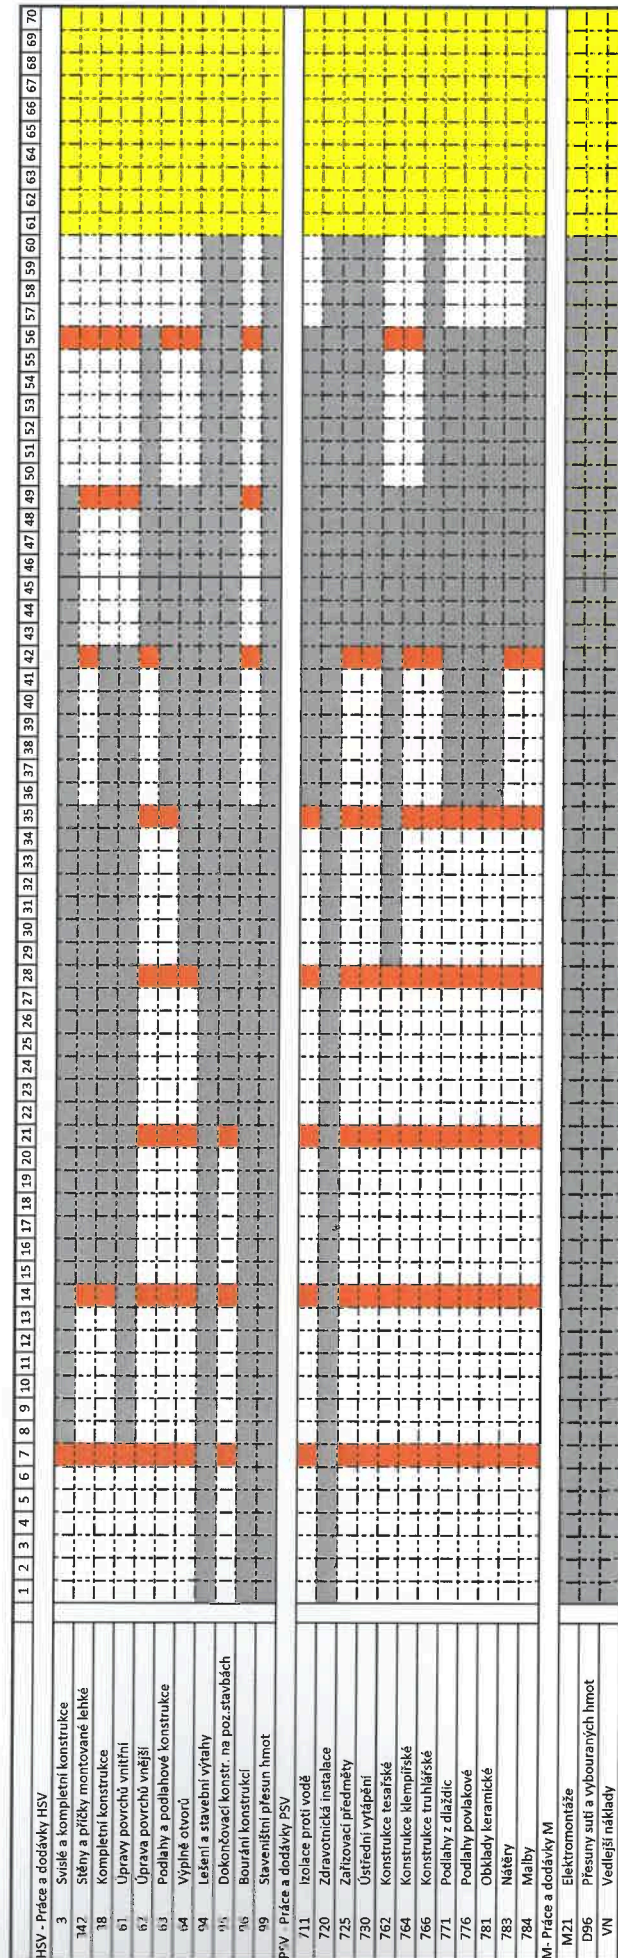 1 2 3 4 5 6 7 8 9 10 11 12 13 14 15 16 17 18 19 20 21 22 23 24 25 26 27 28 29 30 31 32 33 34 35 36 37 38 39 40 41 42 43 44 45 46 47 48 49 50 51 52 53 54 55 56 57 58 59 60 61 62 63 64 65 66 67 68 69 70
HSV - Práce a dodávky HSV
3 Svislé a kompletní konstrukce
342 Stěny a příčky montované lehké
38 Kompletní konstrukce
61 Úpravy povrchů vnitřní
62 Úprava povrchů vnější
63 Podlahy a podlahové konstrukce
64 Výplně otvorů
94 Lešení a stavební výtahy
95 Dokončovací konstr. na poz.stavbách
96 Bourání konstrukcí
99 Staveništní přesun hmot
PSV - Práce a dodávky PSV
711 Izolace proti vodě
720 Zdravotnická instalace
725 Zařizovací předměty
730 Ústřední vytápění
762 Konstrukce tesařské
764 Konstrukce klempířské
766 Konstrukce truhlářské
771 Podlahy z dlaždic
776 Podlahy povlakové
781 Obklady keramické
783 Nátěry
784 Malby
M- Práce a dodávky M
M21 Elektromontáže
D96 Přesuny suti a vybouraných hmot
VN Vedlejší náklady